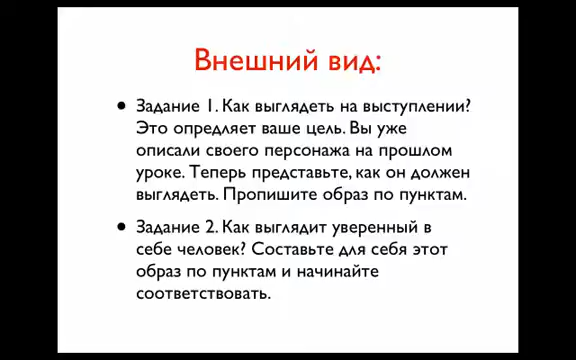 Внешний вид:
• Задание 1. Как выглядеть на выступлении?
Это опредляет ваше цель. Вы уже
описали своего персонажа на прошлом
уроке. Теперь представьте, как он должен
выглядеть. Пропишите образ по пунктам.
• Задание 2. Как выглядит уверенный в
себе человек? Составьте для себя этот
образ по пунктам и начинайте
соответствовать.